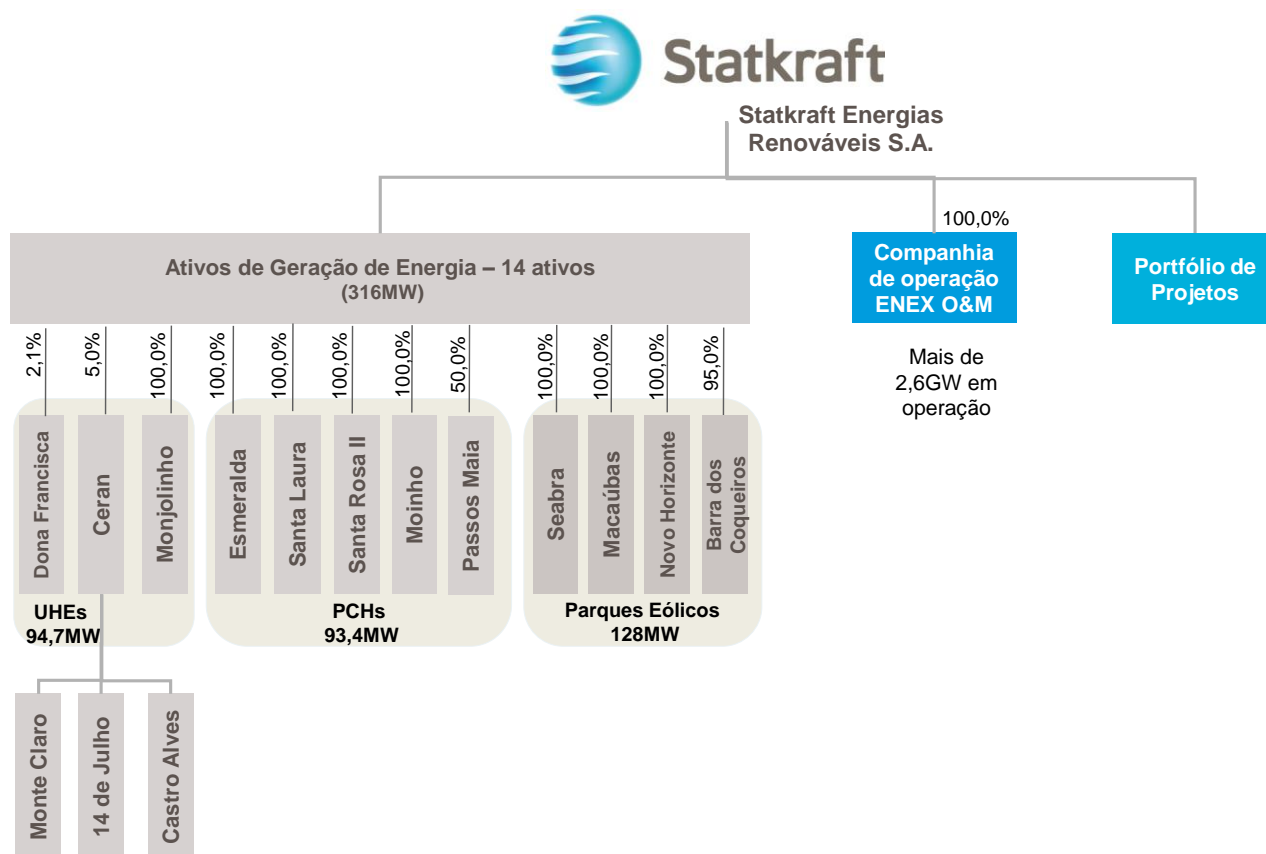 Statkraft
Statkraft Energias
Renováveis S.A.
100,0%
Ativos de Geração de Energia – 14 ativos
(316MW)
Companhia
de operação
ENEX O&M
Portfólio de
Projetos
Mais de
2,6GW em
operação
2,1%
5,0%
100,0%
100,0%
100,0%
100,0%
100,0%
50,0%
100,0%
100,0%
100,0%
95,0%
Dona Francisca
Ceran
Monjolinho
Esmeralda
Santa Laura
Santa Rosa II
Moinho
Passos Maia
Seabra
Macaúbas
Novo Horizonte
Barra dos
Coqueiros
UHEs
94,7MW
PCHs
93,4MW
Parques Eólicos
128MW
Monte Claro
14 de Julho
Castro Alves